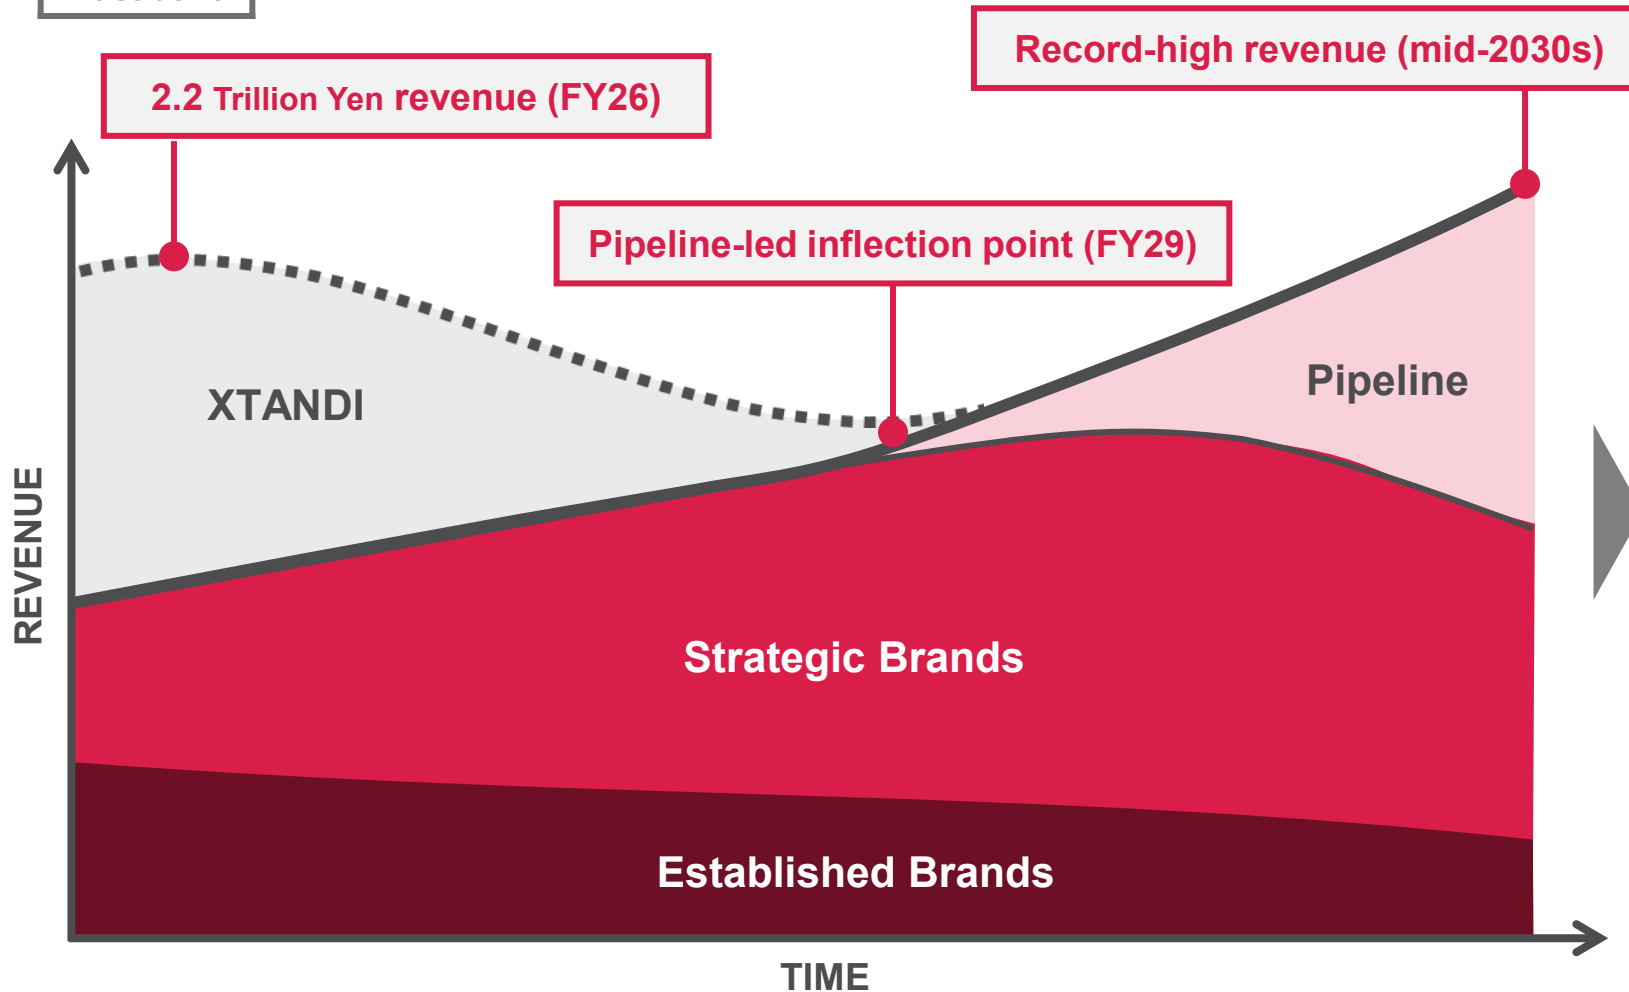 Record-high revenue (mid-2030s)
2.2 Trillion Yen revenue (FY26)
Pipeline-led inflection point (FY29)
XTANDI
Pipeline
REVENUE
Strategic Brands
Established Brands
TIME